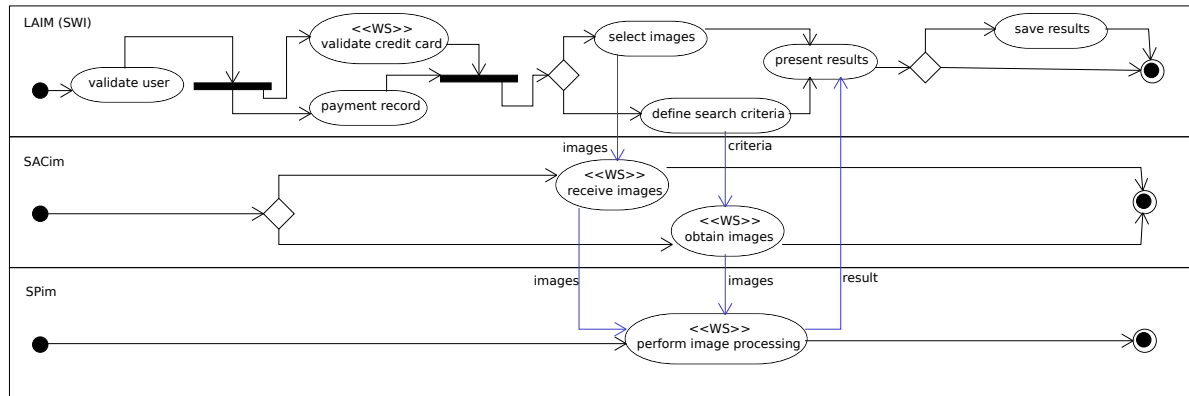 LAIM (SWI)
<<WS>>
validate credit card
select images
save results
validate user
present results
payment record
define search criteria
images
criteria
SACim
<<WS>>
receive images
<<WS>>
obtain images
images
images
result
SPim
<<WS>>
perform image processing